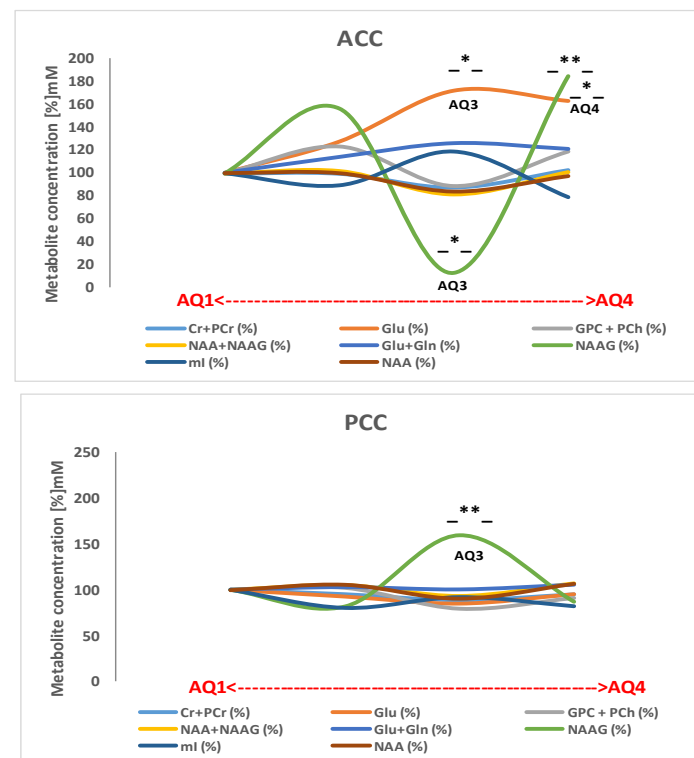 ACC
200
180
160
140
120
100
80
60
40
20
0
Metabolite concentration [%]mM
_*_
AQ3
_**_
_*_
AQ4
_*_
AQ3
AQ1<---------------------------------------->AQ4
Cr+PCr (%) Glu (%) GPC + PCh (%)
NAA+NAAG (%) Glu+Gln (%) NAAG (%)
mI (%) NAA (%)
PCC
250
200
150
100
50
0
Metabolite concentration [%]mM
_**_
AQ3
AQ1<---------------------------------------->AQ4
Cr+PCr (%) Glu (%) GPC + PCh (%)
NAA+NAAG (%) Glu+Gln (%) NAAG (%)
mI (%) NAA (%)